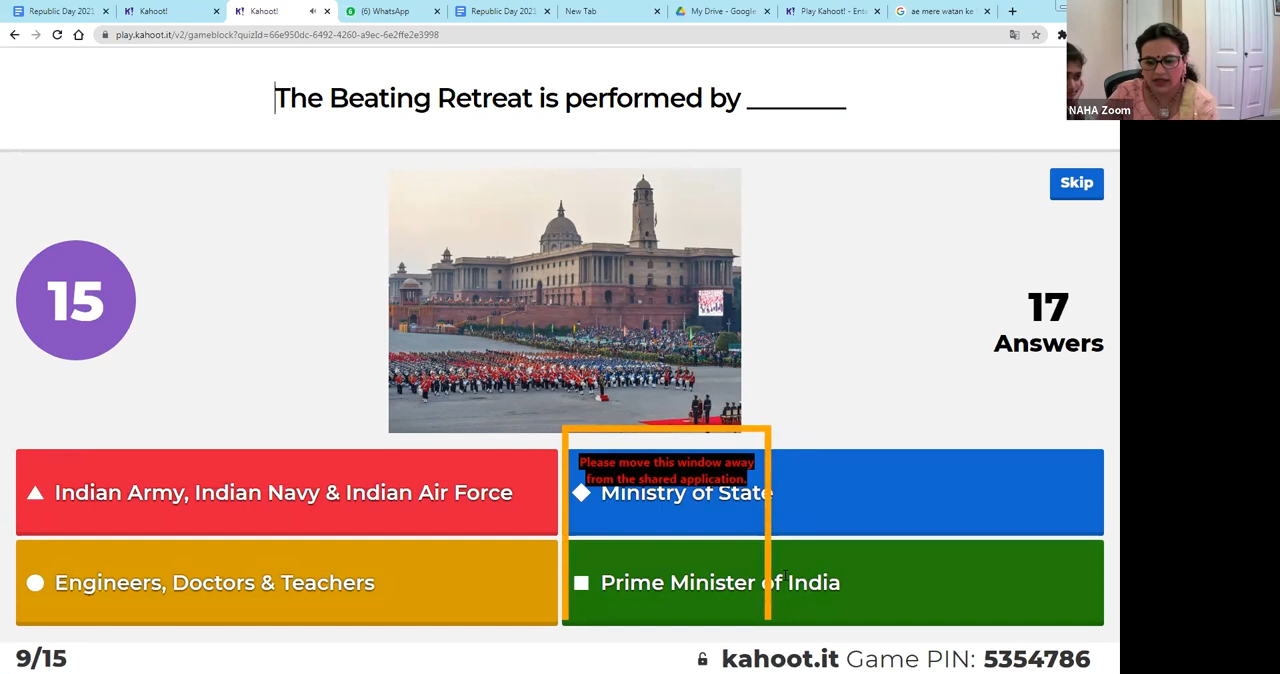 Republic Day 2021
Kahoot!
Kahoot!
(6) WhatsApp
Republic Day 2021
New Tab
My Drive - Google
Play Kahoot! - Ente
ae mere watan ke
play.kahoot.it/v2/gameblock?quizId=66e950dc-6492-4260-a9ec-6e2ffe2e3998
NAHA Zoom
The Beating Retreat is performed by ________
Skip
15
17
Answers
Please move this window away
from the shared application.
Indian Army, Indian Navy & Indian Air Force
Ministry of State
Engineers, Doctors & Teachers
Prime Minister of India
9/15
kahoot.it Game PIN: 5354786